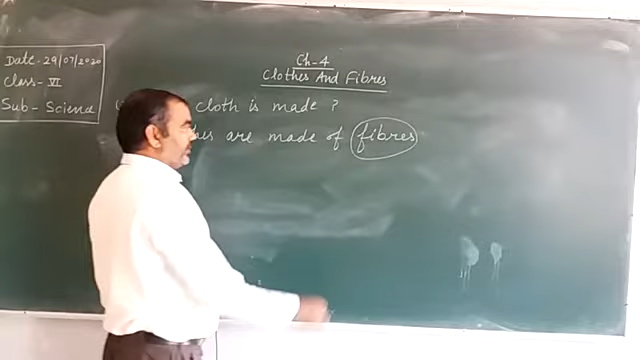 Date- 29/07/2020
Class- VI
Sub- Science
Ch-4
Clothes And Fibres
cloth is made ?
are made of fibres